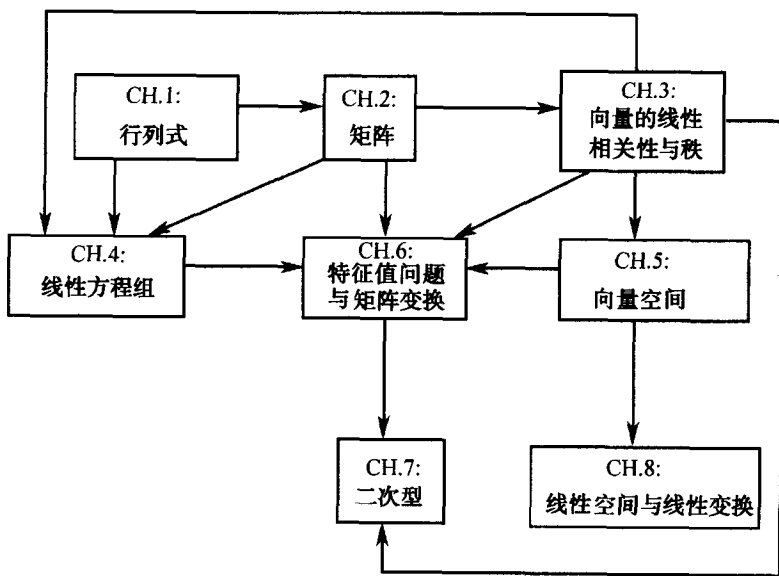 CH.1:
行列式
CH.2:
矩阵
CH.3:
向量的线性
相关性与秩
CH.4:
线性方程组
CH.6:
特征值问题
与矩阵变换
CH.5:
向量空间
CH.7:
二次型
CH.8:
线性空间与线性变换